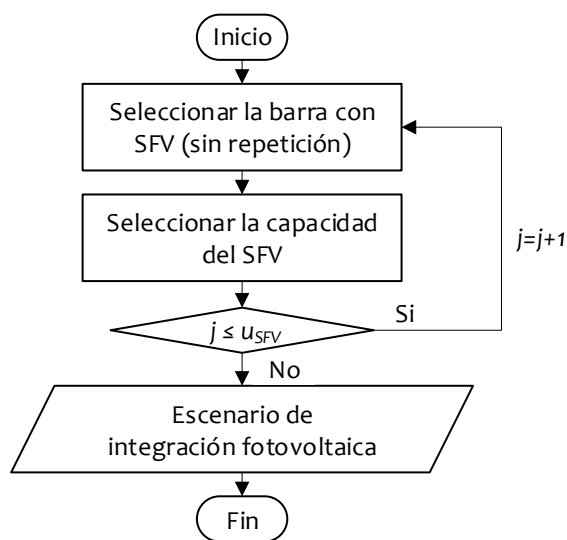 Inicio
Seleccionar la barra con
SFV (sin repetición)
Seleccionar la capacidad
del SFV
j=j+1
j ≤ uSFV
Si
No
Escenario de
integración fotovoltaica
Fin